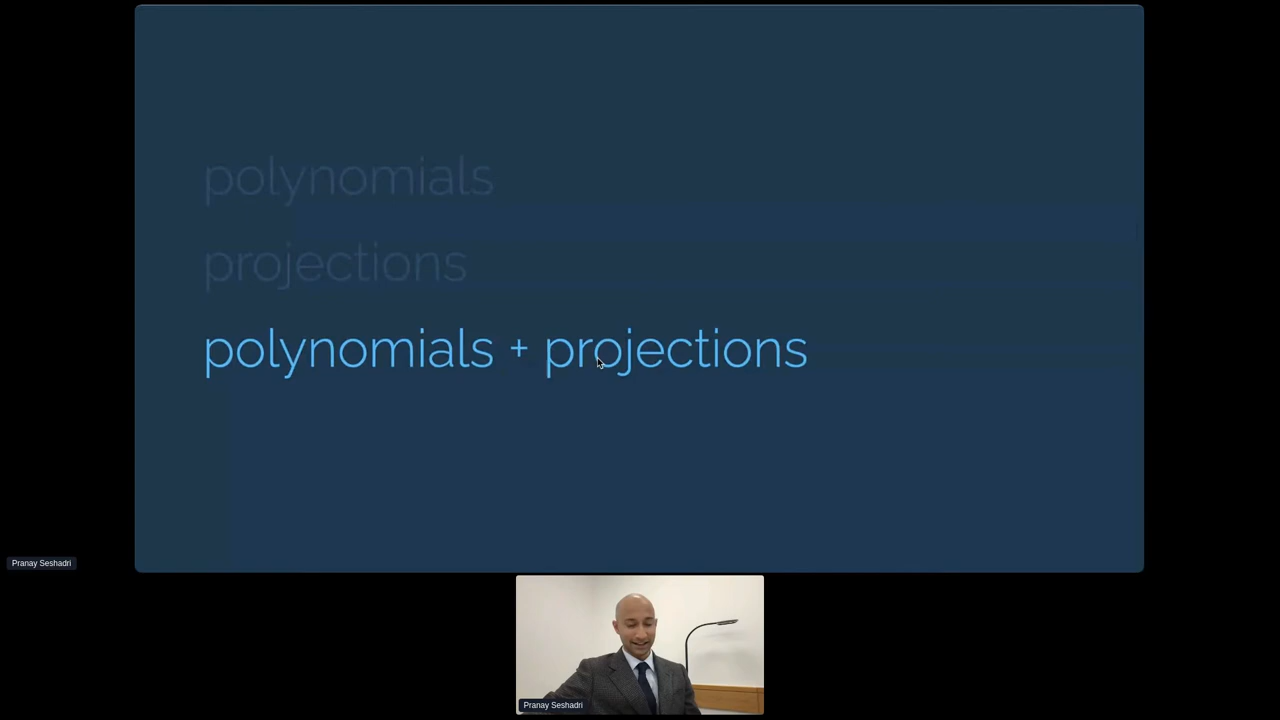 polynomials
projections
polynomials + projections
Pranay Seshadri
Pranay Seshadri